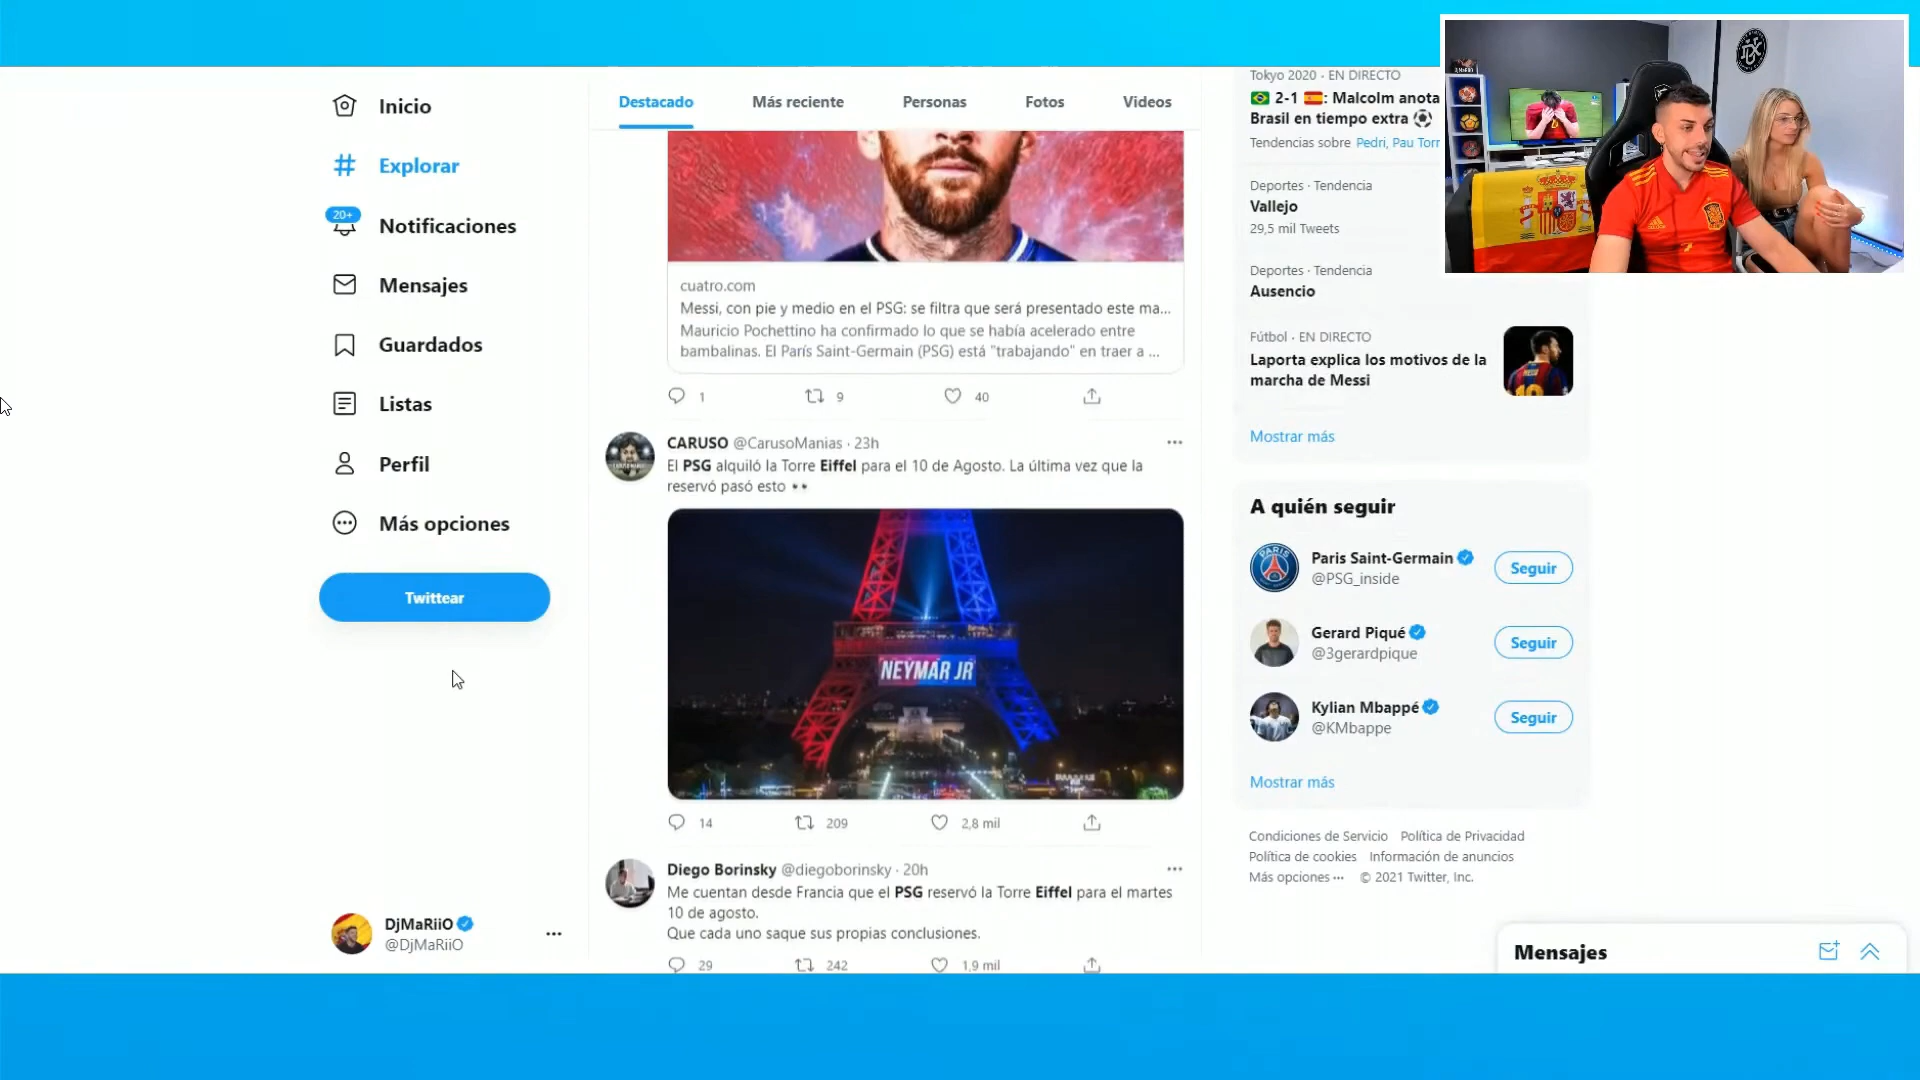 Inicio
Explorar
20+
Notificaciones
Mensajes
Guardados
Listas
Perfil
Más opciones
Twittear
DjMaRiiO
@DjMaRiiO
Destacado
Más reciente
Personas
Fotos
Videos
cuatro.com
Messi, con pie y medio en el PSG: se filtra que será presentado este ma...
Mauricio Pochettino ha confirmado lo que se había acelerado entre
bambalinas. El París Saint-Germain (PSG) está "trabajando" en traer a ...
1
9
40
CARUSO @CarusoManias · 23h
El PSG alquiló la Torre Eiffel para el 10 de Agosto. La última vez que la
reservó pasó esto
NEYMAR JR
14
209
2,8 mil
Diego Borinsky @diegoborinsky · 20h
Me cuentan desde Francia que el PSG reservó la Torre Eiffel para el martes
10 de agosto.
Que cada uno saque sus propias conclusiones.
29
242
1,9 mil
Tokyo 2020 · EN DIRECTO
2-1 : Malcolm anota
Brasil en tiempo extra
Tendencias sobre Pedri, Pau Torr
Deportes · Tendencia
Vallejo
29,5 mil Tweets
Deportes · Tendencia
Ausencio
Fútbol · EN DIRECTO
Laporta explica los motivos de la
marcha de Messi
10
Mostrar más
A quién seguir
Paris Saint-Germain
@PSG_inside
Seguir
Gerard Piqué
@3gerardpique
Seguir
Kylian Mbappé
@KMbappe
Seguir
Mostrar más
Condiciones de Servicio Política de Privacidad
Política de cookies Información de anuncios
Más opciones ··· © 2021 Twitter, Inc.
Mensajes